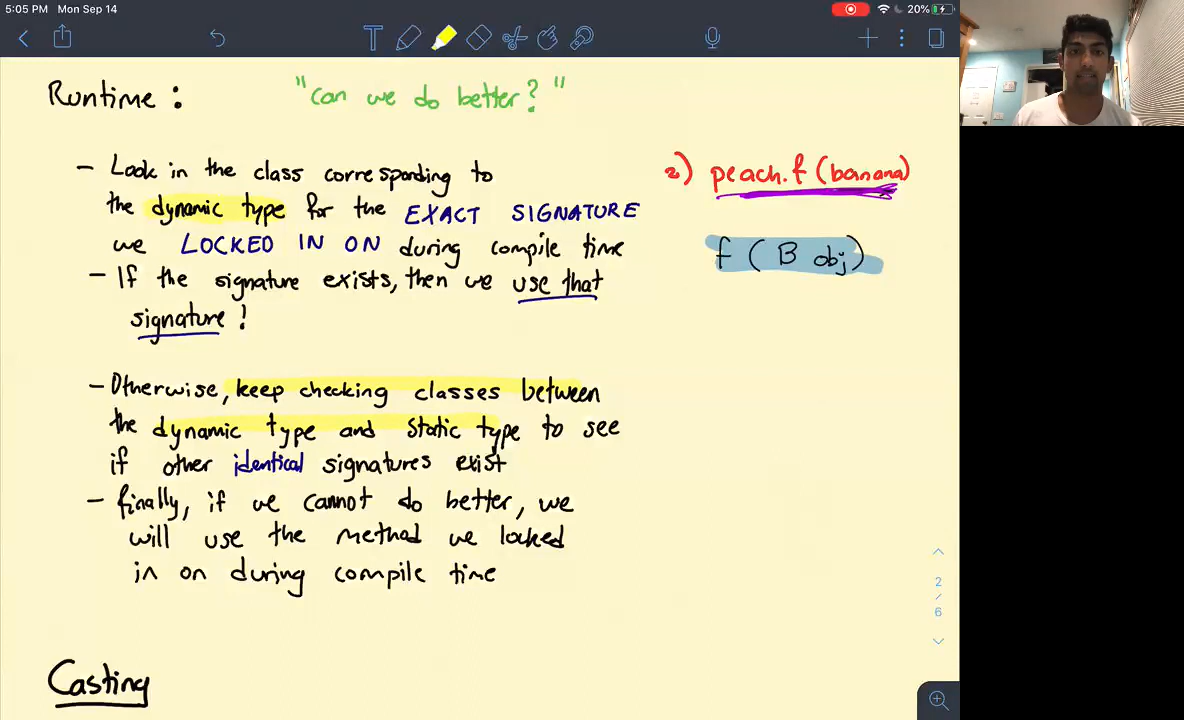 5:05 PM Mon Sep 14
20%
Runtime :
"can we do better? "
- Look in the class corresponding to
the dynamic type for the EXACT SIGNATURE
we LOCKED IN ON during compile time
- If the signature exists, then we use that
signature!
- Otherwise, keep checking classes between
the dynamic type and static type to see
if other identical signatures exist
- finally, if we cannot do better, we
will use the method we locked
in on during compile time
Casting
2) peach.f (banana)
f ( B obj )
2
/
6